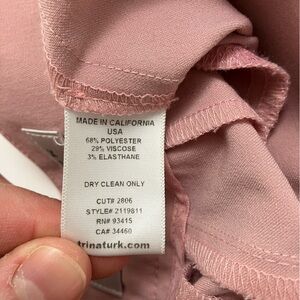 MADE IN CALIFORNIA
USA
68% POLYESTER
29% VISCOSE
3% ELASTHANE
DRY CLEAN ONLY
CUT# 2806
STYLE# 2119811
RN# 93415
CA# 34460
trinaturk.com